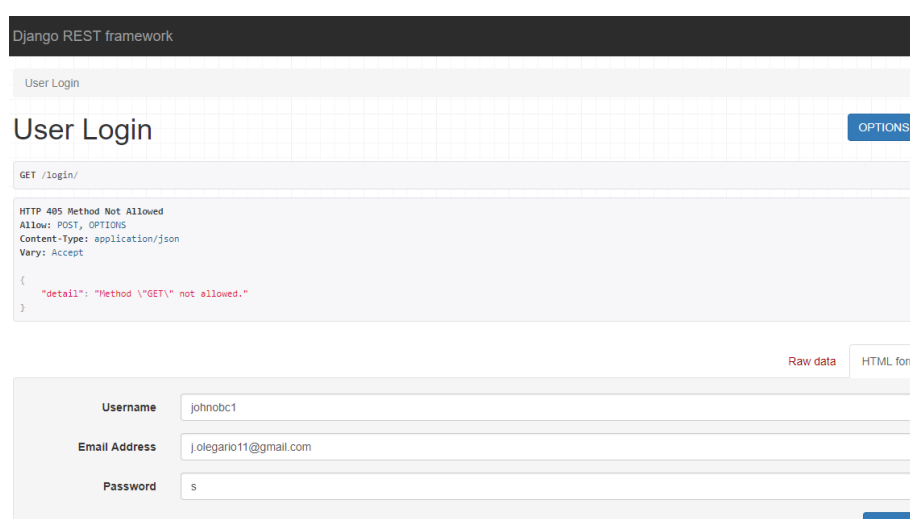 Django REST framework
User Login
User Login
OPTIONS
GET /login/
HTTP 405 Method Not Allowed
Allow: POST, OPTIONS
Content-Type: application/json
Vary: Accept
{
"detail": "Method \"GET\" not allowed."
}
Raw data HTML for
Username johnobc1
Email Address j.olegario11@gmail.com
Password s